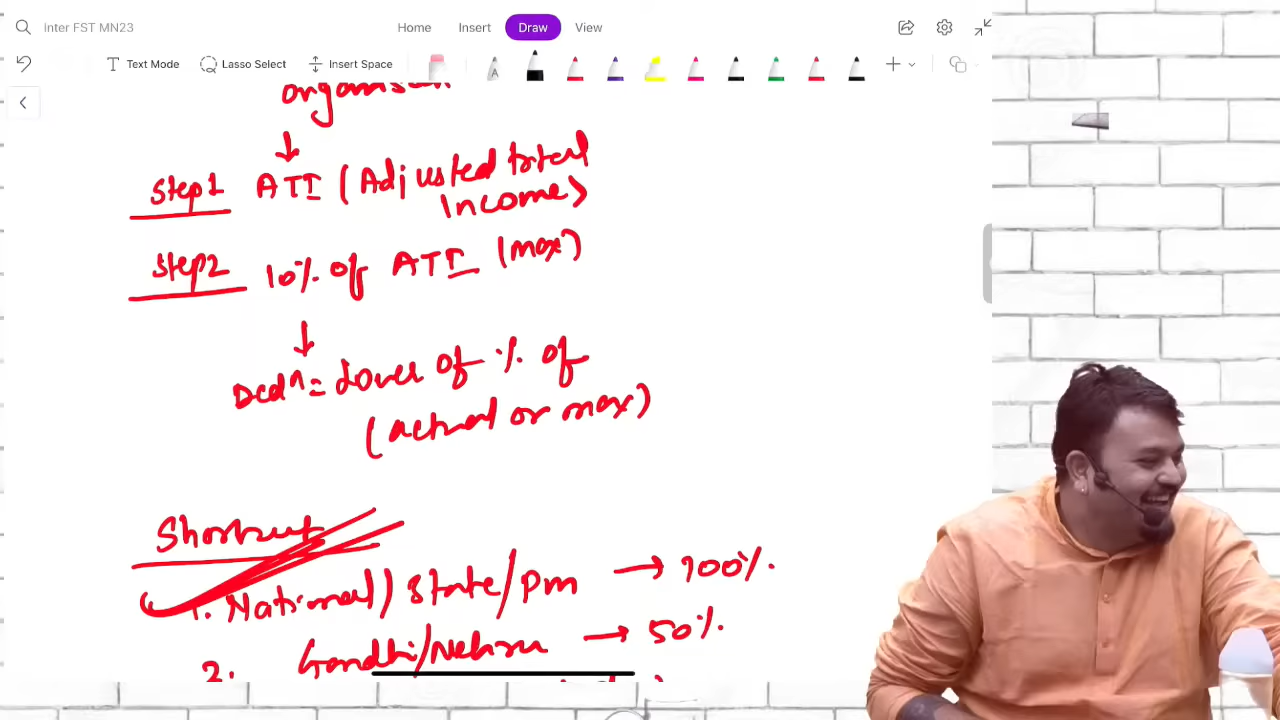 Inter FST MN23
Home Insert Draw View
Text Mode Lasso Select Insert Space A
organisati
Step1 ATI (Adjusted total
Income)
Step2 10% of ATI (max)
Dedn = Lower of % of
(actual or max)
Shortcut
1. National/State/Pm → 100%
2. Gandhi/Nehru → 50%